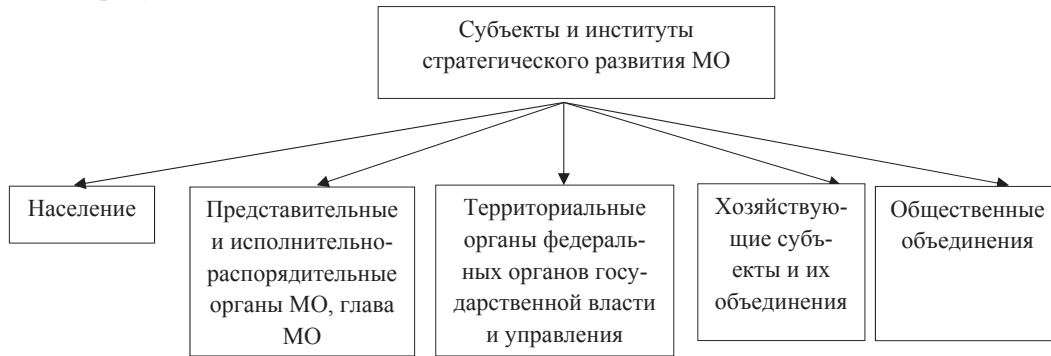 Субъекты и институты
стратегического развития МО
Население
Представительные
и исполнительно-
распорядительные
органы МО, глава
МО
Территориальные
органы федераль-
ных органов госу-
дарственной власти
и управления
Хозяйствую-
щие субъ-
екты и их
объединения
Общественные
объединения